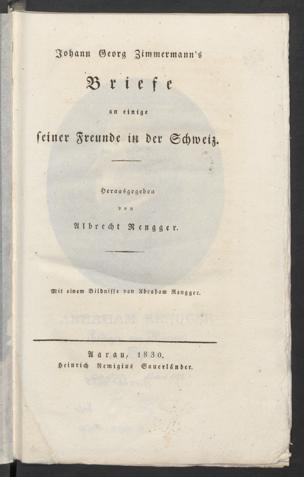 Johann Georg Zimmermann's
Briefe
an einige
seiner Freunde in der Schweiz.
Herausgegeben
von
Albrecht Rengger.
Mit einem Bildnisse von Abraham Rengger.
Aarau, 1830.
Heinrich Remigius Sauerländer.